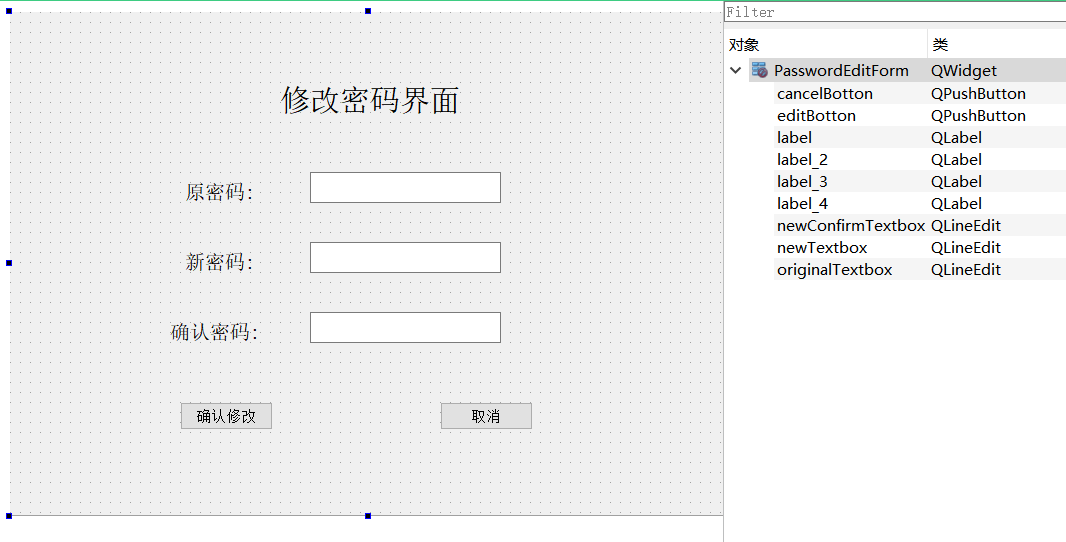 修改密码界面
原密码:
新密码:
确认密码:
确认修改 取消
Filter
对象 类
PasswordEditForm QWidget
cancelBotton QPushButton
editBotton QPushButton
label QLabel
label_2 QLabel
label_3 QLabel
label_4 QLabel
newConfirmTextbox QLineEdit
newTextbox QLineEdit
originalTextbox QLineEdit